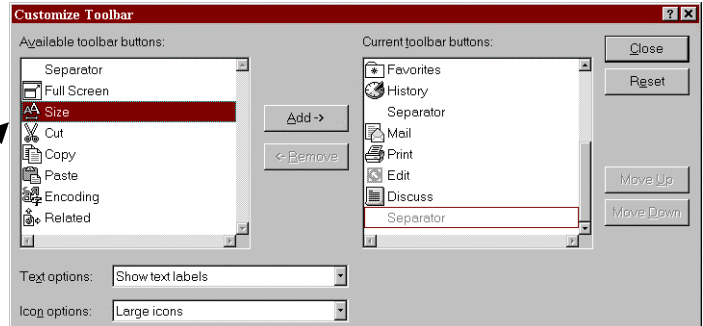 Customize Toolbar
Available toolbar buttons:
Separator
Full Screen
Size
Cut
Copy
Paste
Encoding
Related
Add ->
<- Remove
Current toolbar buttons:
Favorites
History
Separator
Mail
Print
Edit
Discuss
Separator
Close
Reset
Move Up
Move Down
Text options: Show text labels
Icon options: Large icons